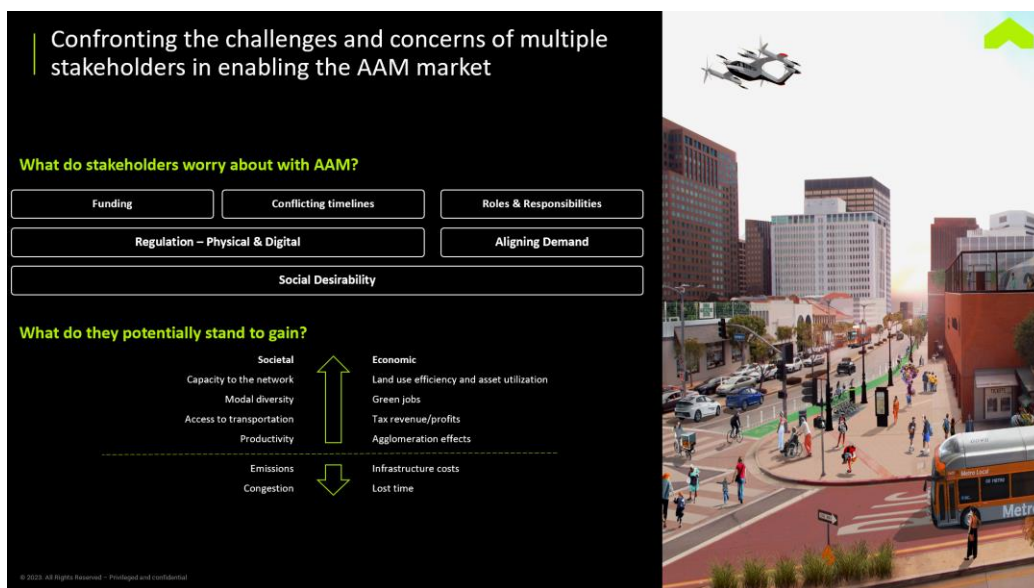 Confronting the challenges and concerns of multiple
stakeholders in enabling the AAM market
What do stakeholders worry about with AAM?
Funding
Conflicting timelines
Roles & Responsibilities
Regulation – Physical & Digital
Aligning Demand
Social Desirability
What do they potentially stand to gain?
Societal
Economic
Capacity to the network
Land use efficiency and asset utilization
Modal diversity
Green jobs
Access to transportation
Tax revenue/profits
Productivity
Agglomeration effects
Emissions
Infrastructure costs
Congestion
Lost time
Metro Local
Metro
© 2023 All Rights Reserved – Privileged and confidential